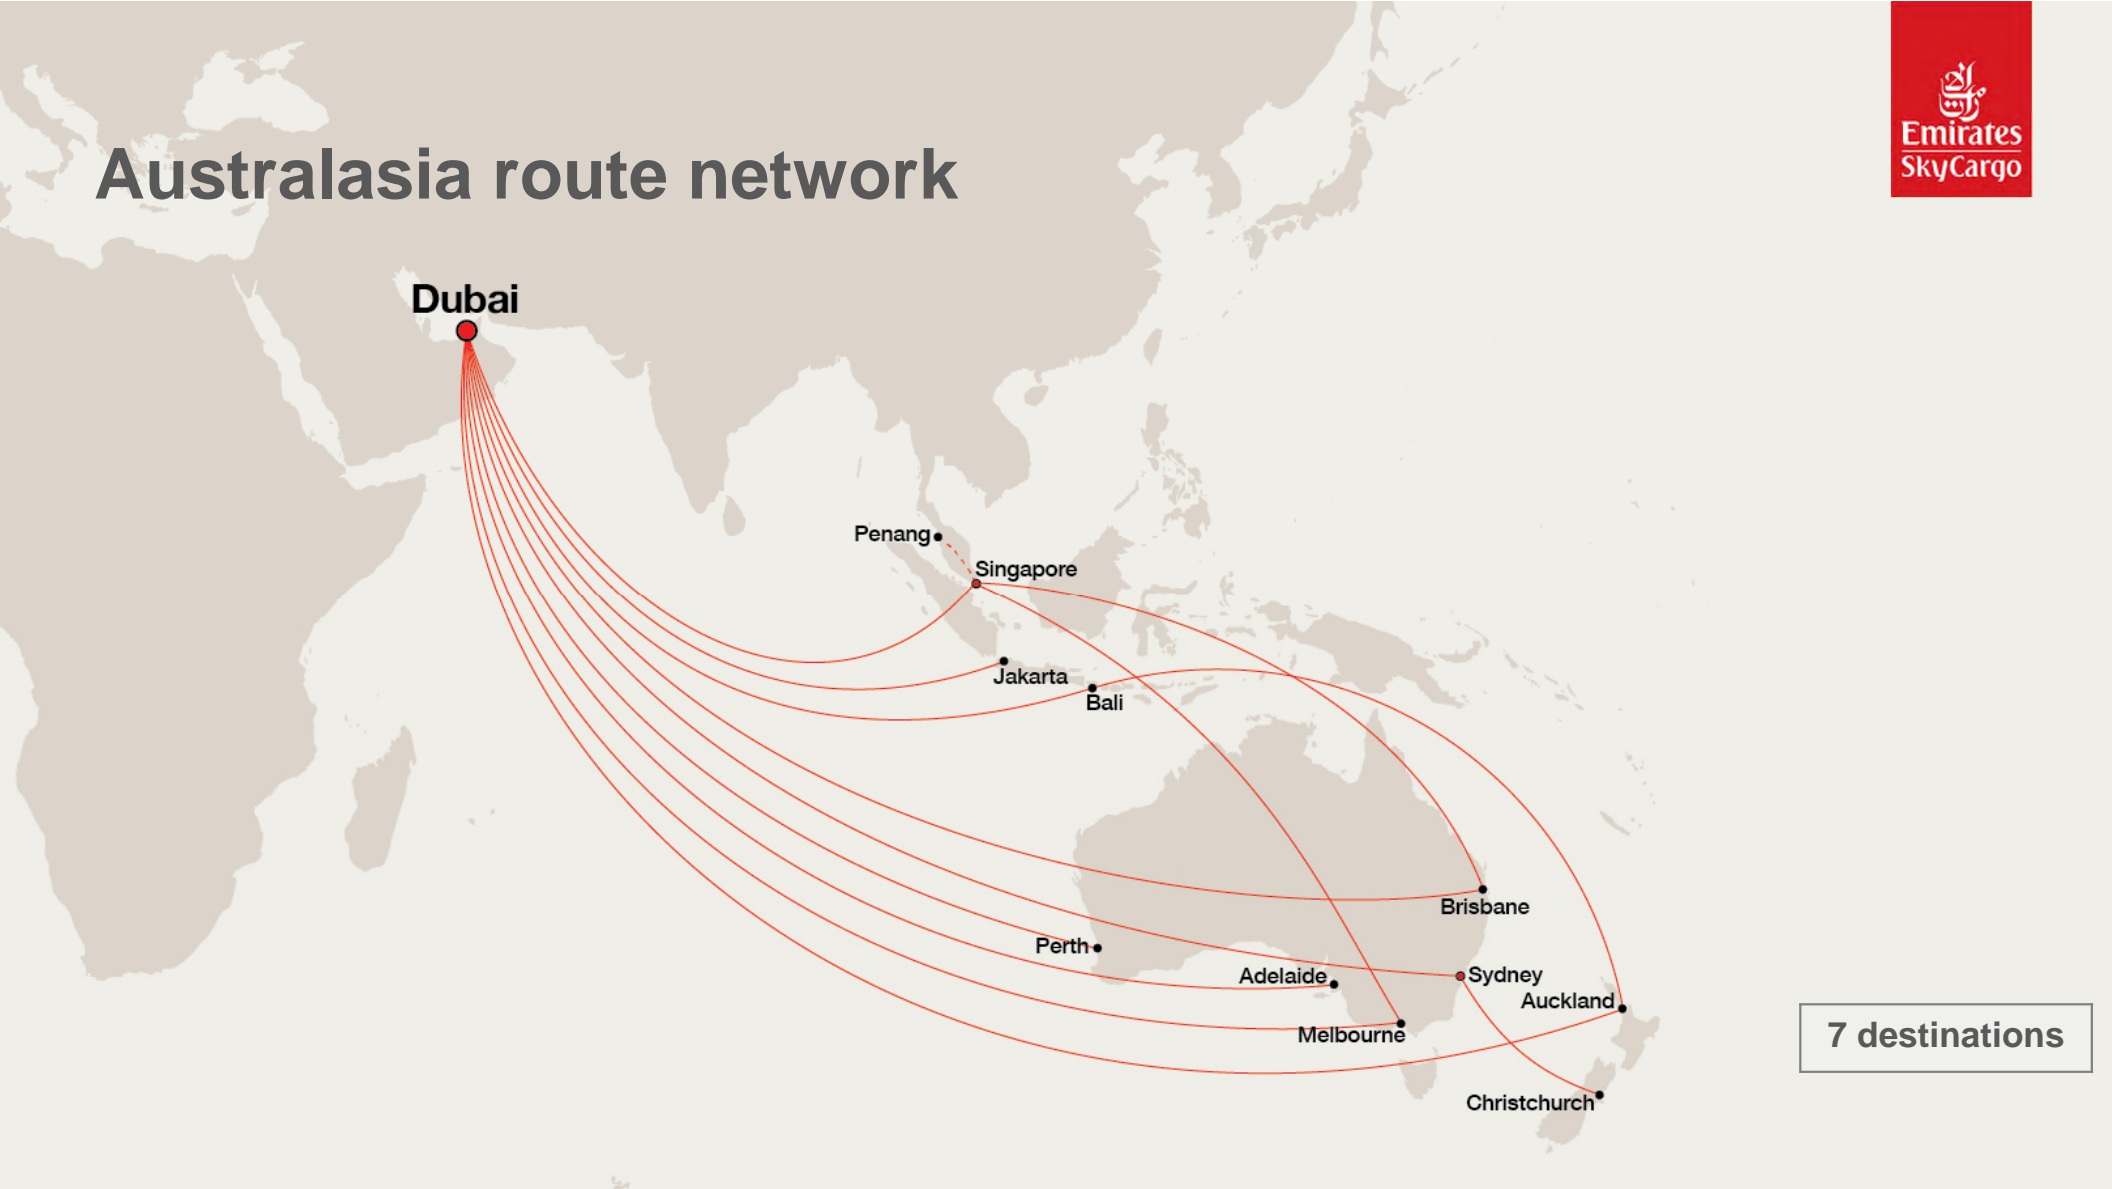 Emirates
SkyCargo
Australasia route network
Dubai
Penang
Singapore
Jakarta
Bali
Brisbane
Perth
Adelaide
Sydney
Auckland
Melbourne
7 destinations
Christchurch